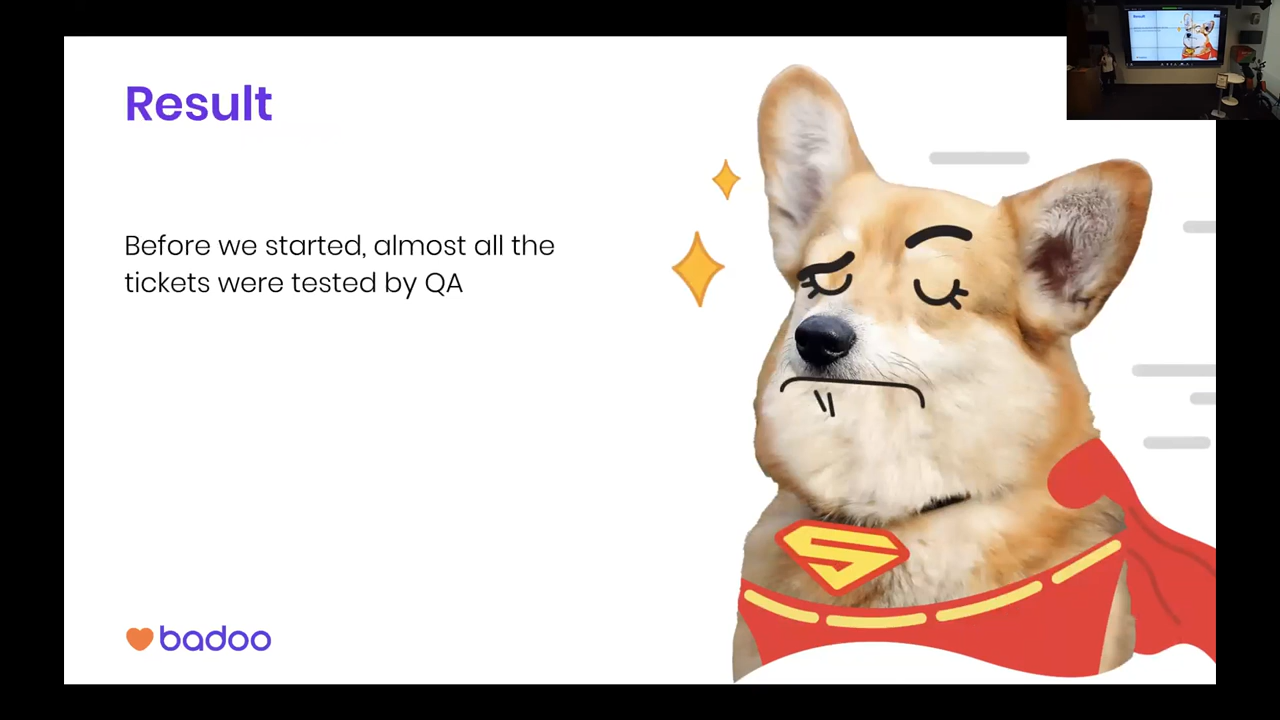 Result
Before we started, almost all the
tickets were tested by QA
badoo